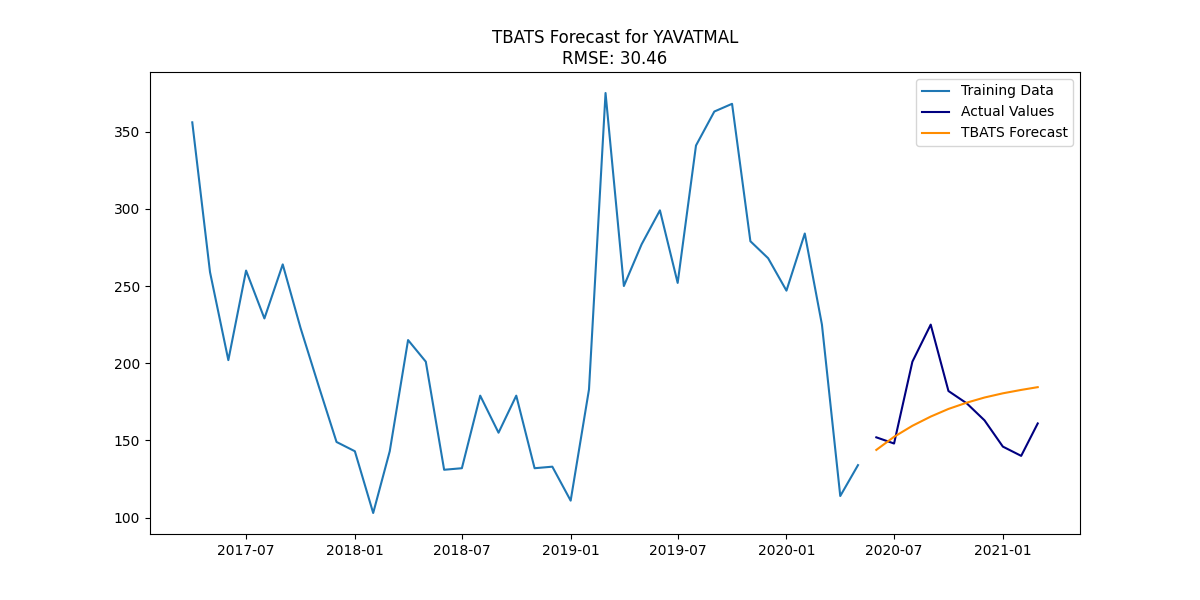 TBATS Forecast for YAVATMAL
RMSE: 30.46
Training Data
Actual Values
TBATS Forecast
350
300
250
200
150
100
2017-07
2018-01
2018-07
2019-01
2019-07
2020-01
2020-07
2021-01